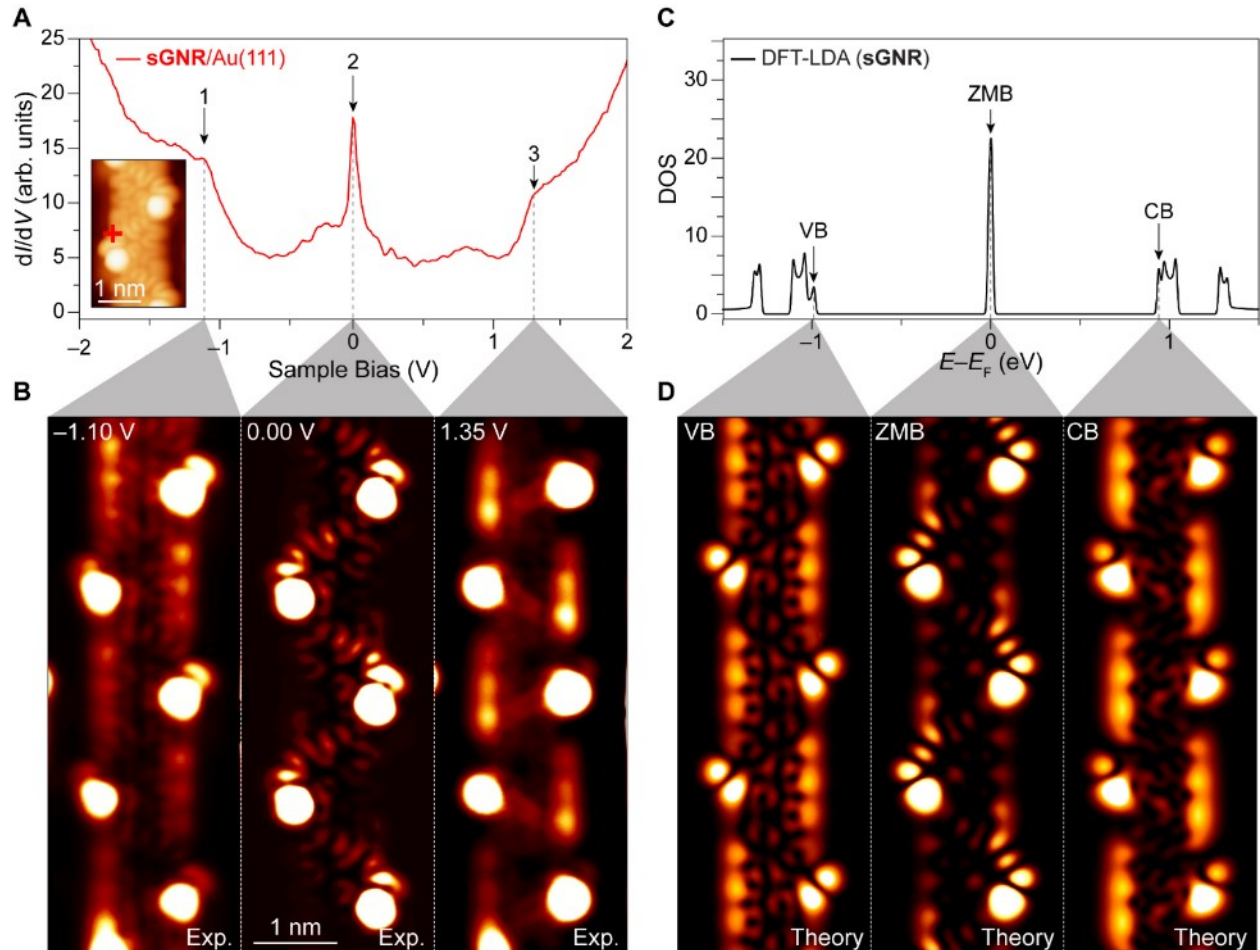 A
25
20
15
10
5
0
dI/dV (arb. units)
sGNR/Au(111)
1
2
3
1 nm
−2
−1
0
1
2
Sample Bias (V)
C
30
20
10
0
DOS
DFT-LDA (sGNR)
ZMB
VB
CB
−1
0
1
E−EF (eV)
B
−1.10 V
0.00 V
1.35 V
Exp.
1 nm
Exp.
Exp.
D
VB
ZMB
CB
Theory
Theory
Theory